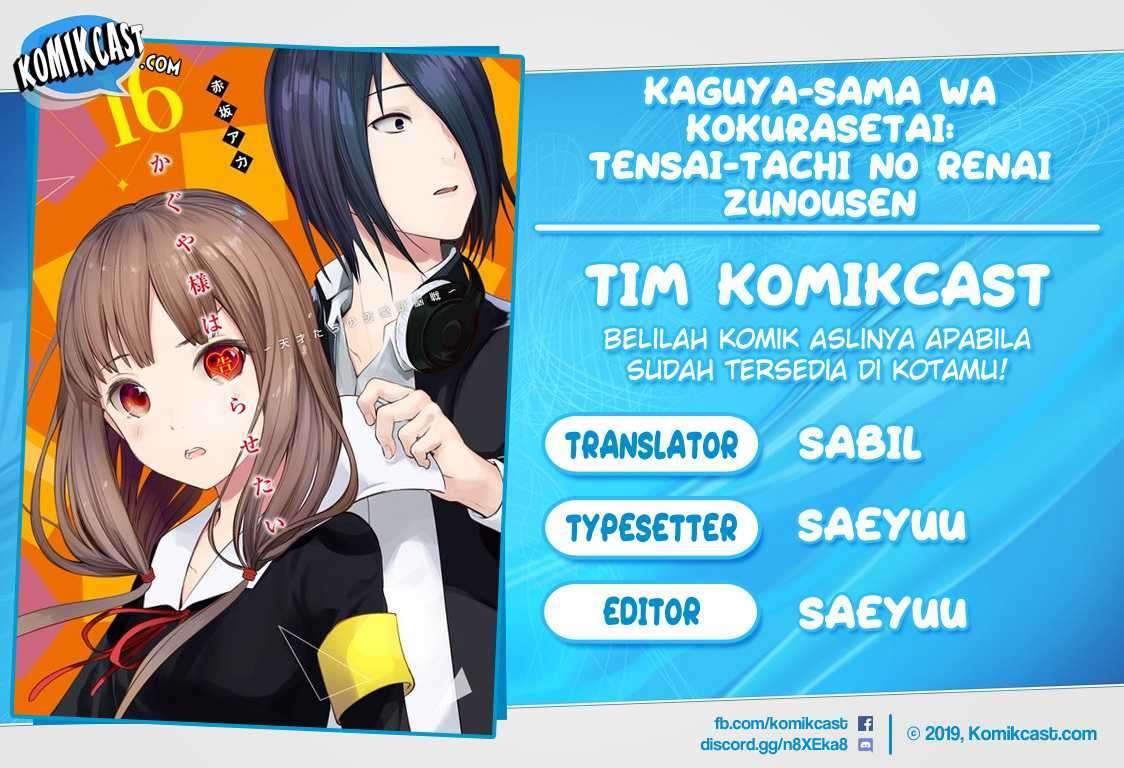 KOMIKCAST
.COM
16
赤坂アカ
かぐや様は告らせたい
KAGUYA-SAMA WA
KOKURASETAI:
TENSAI-TACHI NO RENAI
ZUNOUSEN
TIM KOMIKCAST
BELILAH KOMIK ASLINYA APABILA
SUDAH TERSEDIA DI KOTAMU!
TRANSLATOR SABIL
TYPESETTER SAEYUU
EDITOR SAEYUU
fb.com/komikcast
discord.gg/n8XEka8
© 2019, Komikcast.com